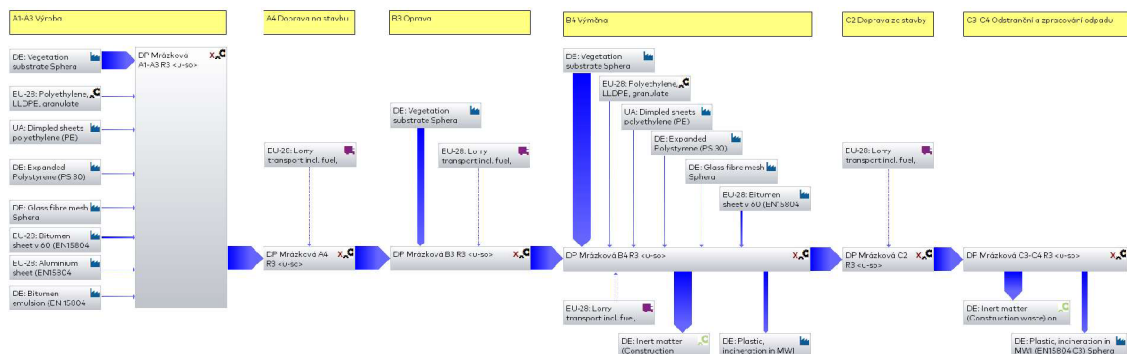 A1-A3 Výroba
A4 Doprava na stavbu
B3 Oprava
B4 Výměna
C2 Doprava ze stavby
C3-C4 Odstranění a zpracování odpadu
DE: Vegetation
substrate Sphera
DP Mrázková
A1-A3 R3 <u-so>
EU-28: Polyethylene,
LLDPE, granulate
UA: Dimpled sheets
polyethylene (PE)
DE: Expanded
Polystyrene (PS 30)
DE: Glass fibre mesh
Sphera
EU-28: Bitumen
sheet v 60 (EN15804
EU-28: Aluminium
sheet (EN15804
DE: Bitumen
emulsion (EN 15804
EU-28: Lorry
transport incl. fuel,
DP Mrázková A4
R3 <u-so>
DE: Vegetation
substrate Sphera
EU-28: Lorry
transport incl. fuel,
DP Mrázková B3 R3 <u-so>
DE: Vegetation
substrate Sphera
EU-28: Polyethylene,
LLDPE, granulate
UA: Dimpled sheets
polyethylene (PE)
DE: Expanded
Polystyrene (PS 30)
DE: Glass fibre mesh
Sphera
EU-28: Bitumen
sheet v 60 (EN15804
DP Mrázková B4 R3 <u-so>
EU-28: Lorry
transport incl. fuel,
DE: Inert matter
(Construction
DE: Plastic,
incineration in MWI
EU-28: Lorry
transport incl. fuel,
DP Mrázková C2
R3 <u-so>
DP Mrázková C3-C4 R3 <u-so>
DE: Inert matter
(Construction waste) on
DE: Plastic, incineration in
MWI (EN15804 C3) Sphera